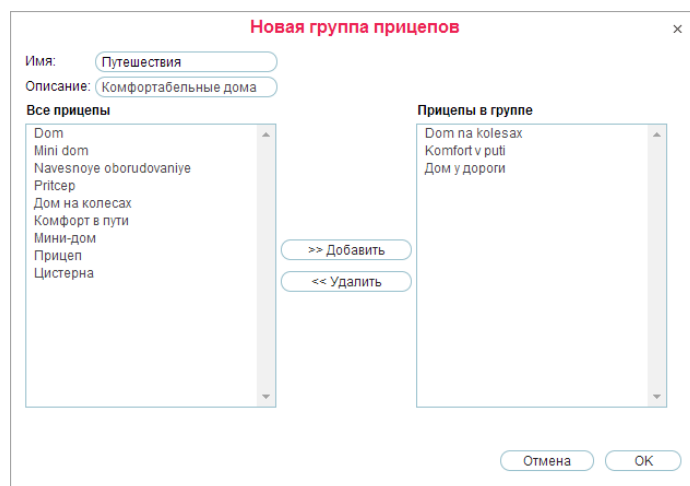 Новая группа прицепов
×
Имя: Путешествия
Описание: Комфортабельные дома
Все прицепы
Dom
Mini dom
Navesnoye oborudovaniye
Pritcep
Дом на колесах
Комфорт в пути
Мини-дом
Прицеп
Цистерна
>> Добавить
<< Удалить
Прицепы в группе
Dom na kolesax
Komfort v puti
Дом у дороги
Отмена
OK